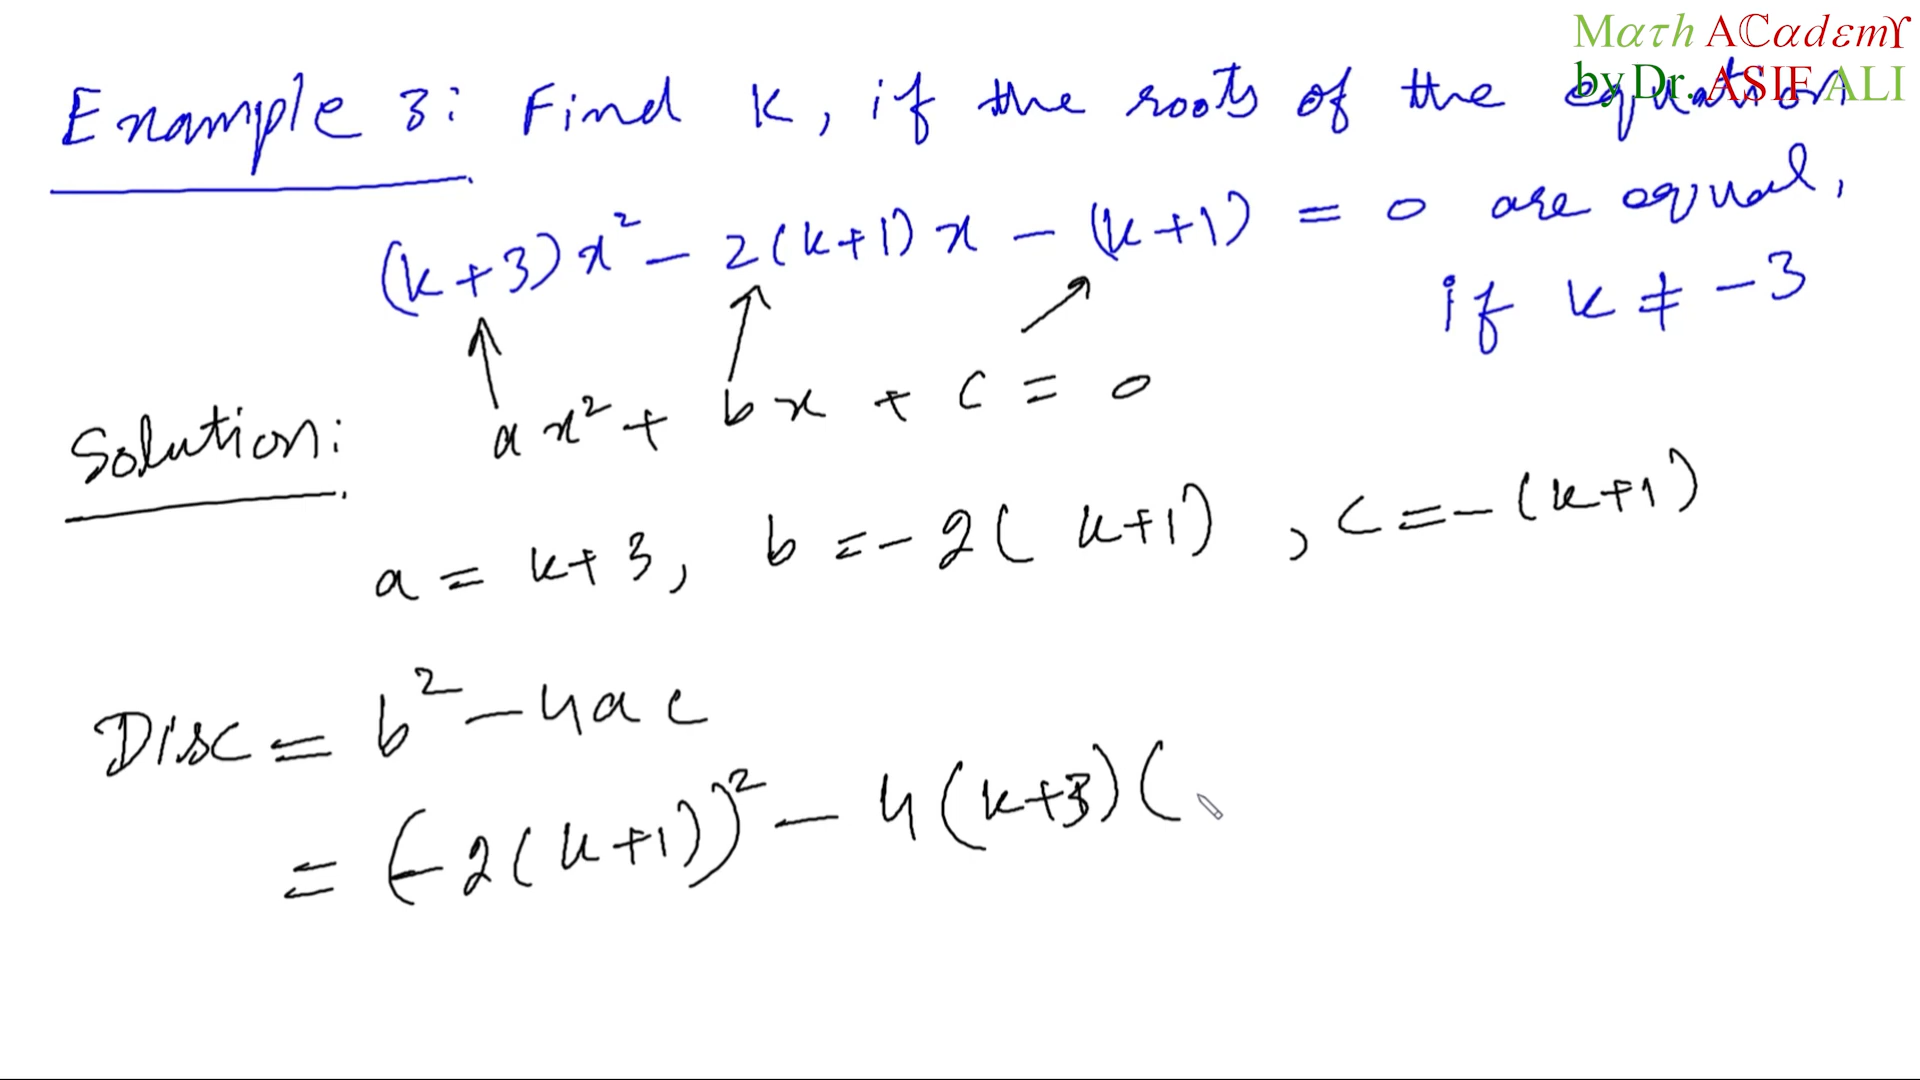 Mατh ACαdεmϒ
by Dr. ASIF ALI
Example 3: Find K, if the roots of the equation
(k+3)x² - 2(k+1)x - (k+1) = 0 are equal,
if k ≠ -3
Solution: ax² + bx + c = 0
a = k+3, b = -2(k+1), c = -(k+1)
Disc = b² - 4ac
= (-2(k+1))² - 4(k+3)(